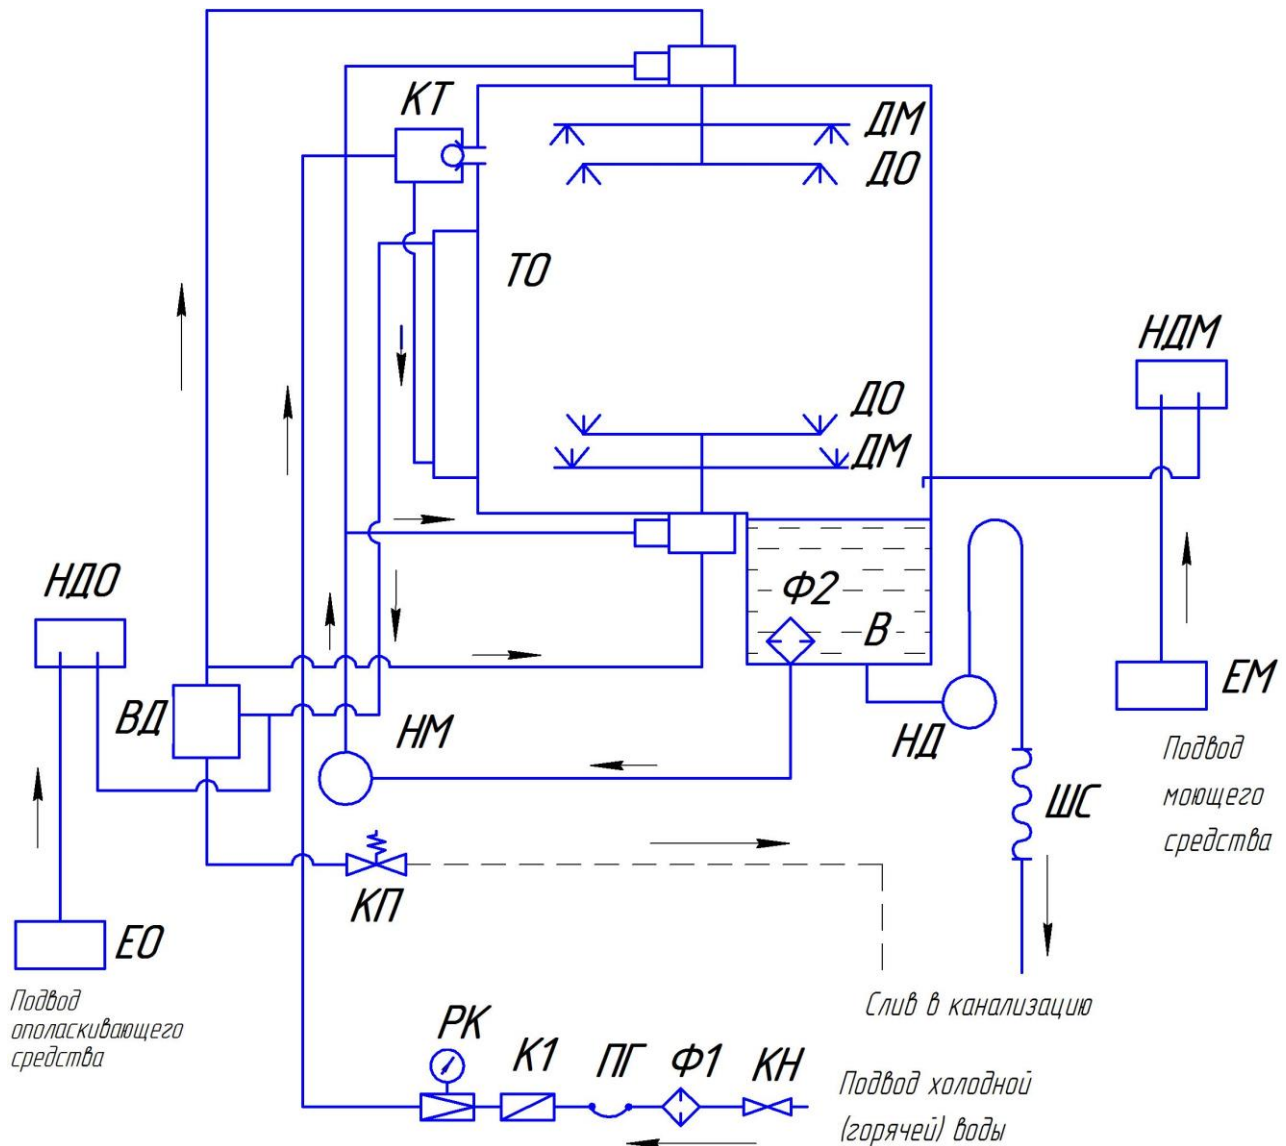 КТ
ДМ
ДО
ТО
НДМ
ДО
ДМ
НДО
Ф2
В
ЕМ
ВД
НМ
НД
Подвод
моющего
средства
ШС
КП
ЕО
Подвод
ополаскивающего
средства
Слив в канализацию
РК
К1
ПГ
Ф1
КН
Подвод холодной
(горячей) воды